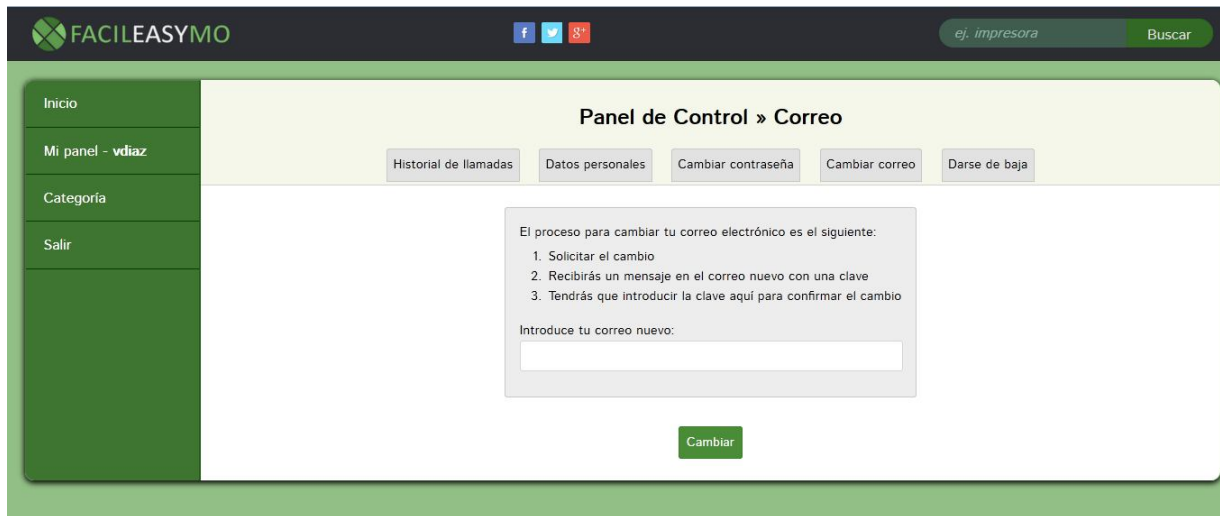 FACILEASYMO
f
8+
ej. impresora
Buscar
Inicio
Mi panel - vdiaz
Categoría
Salir
Panel de Control » Correo
Historial de llamadas
Datos personales
Cambiar contraseña
Cambiar correo
Darse de baja
El proceso para cambiar tu correo electrónico es el siguiente:
1. Solicitar el cambio
2. Recibirás un mensaje en el correo nuevo con una clave
3. Tendrás que introducir la clave aquí para confirmar el cambio
Introduce tu correo nuevo:
Cambiar